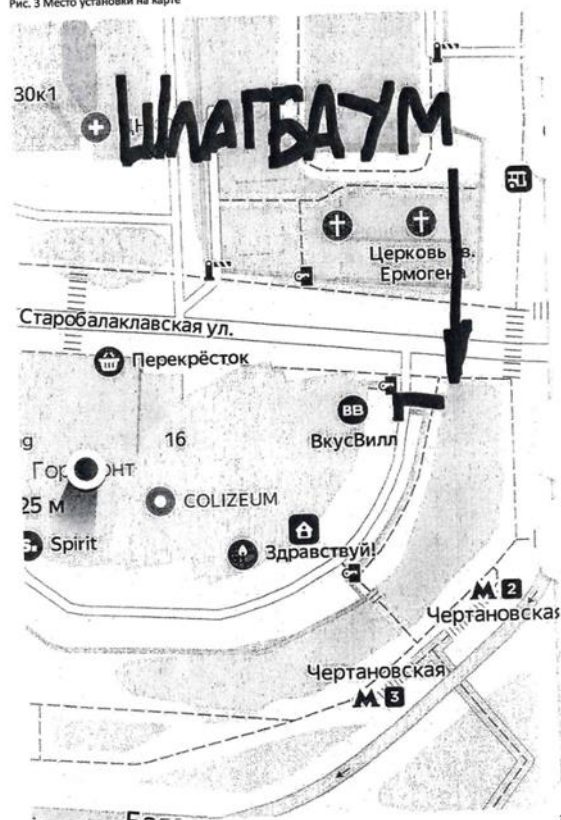 Рис. 3 Место установки на карте
30к1
ШЛАГБАУМ
Церковь
Ермогена
Старобалаклавская ул.
Перекрёсток
BB
ВкусВилл
16
25 м
COLIZEUM
Spirit
Здравствуй!
М 2
Чертановская
Чертановская
М 3